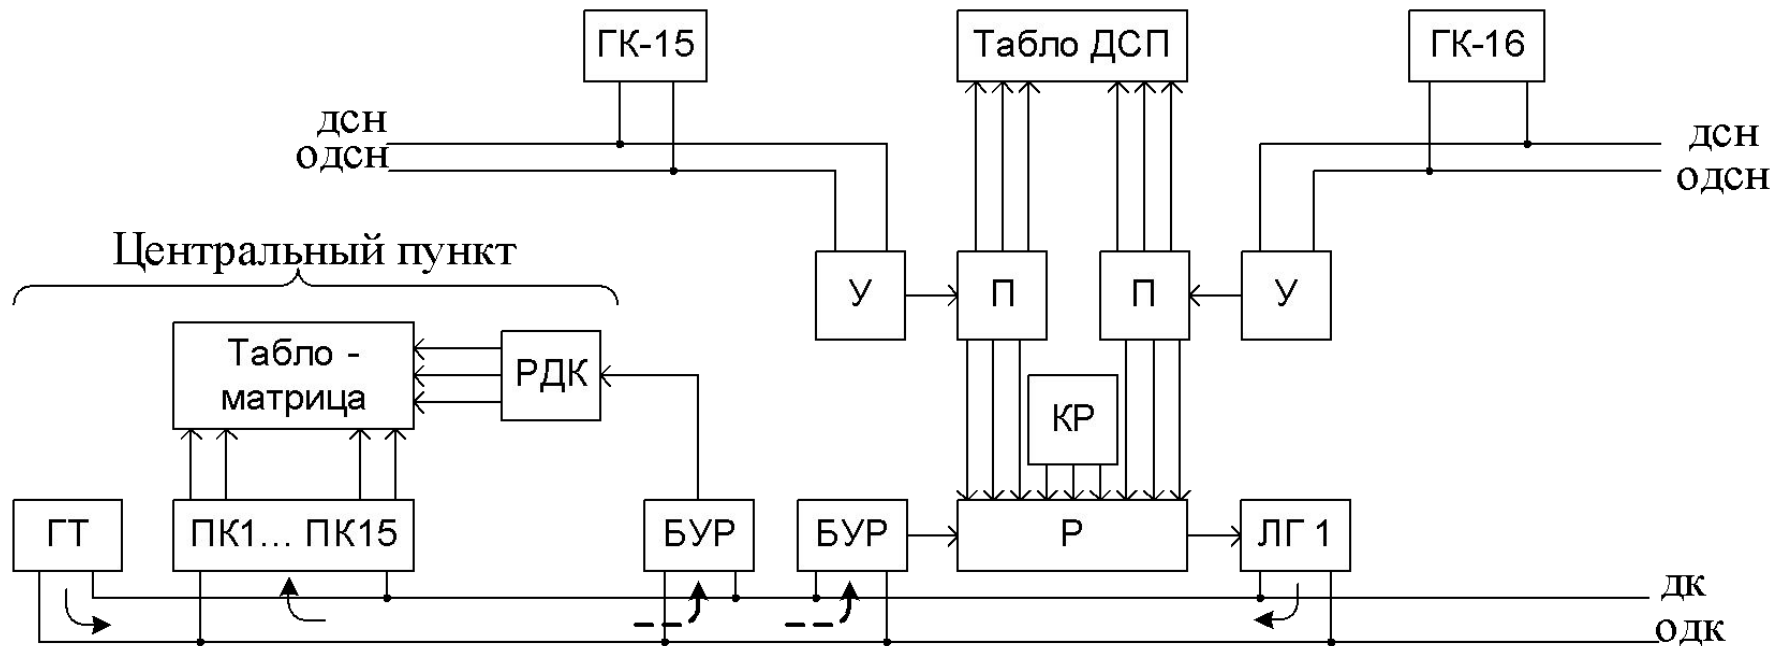 ГК-15
Табло ДСП
ГК-16
дсн
одсн
дсн
одсн
Центральный пункт
У
П
П
У
Табло -
матрица
РДК
КР
ГТ
ПК1... ПК15
БУР
БУР
Р
ЛГ 1
дк
одк